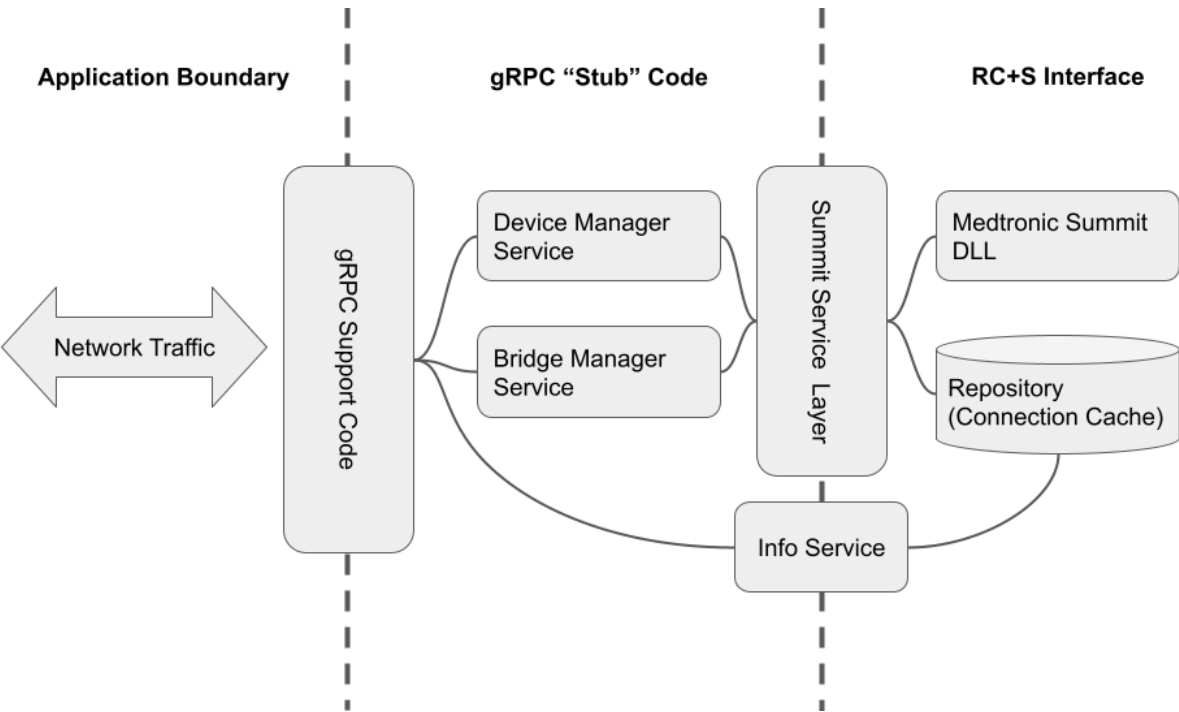 Application Boundary
gRPC “Stub” Code
RC+S Interface
Network Traffic
gRPC Support Code
Device Manager
Service
Bridge Manager
Service
Summit Service Layer
Medtronic Summit
DLL
Repository
(Connection Cache)
Info Service